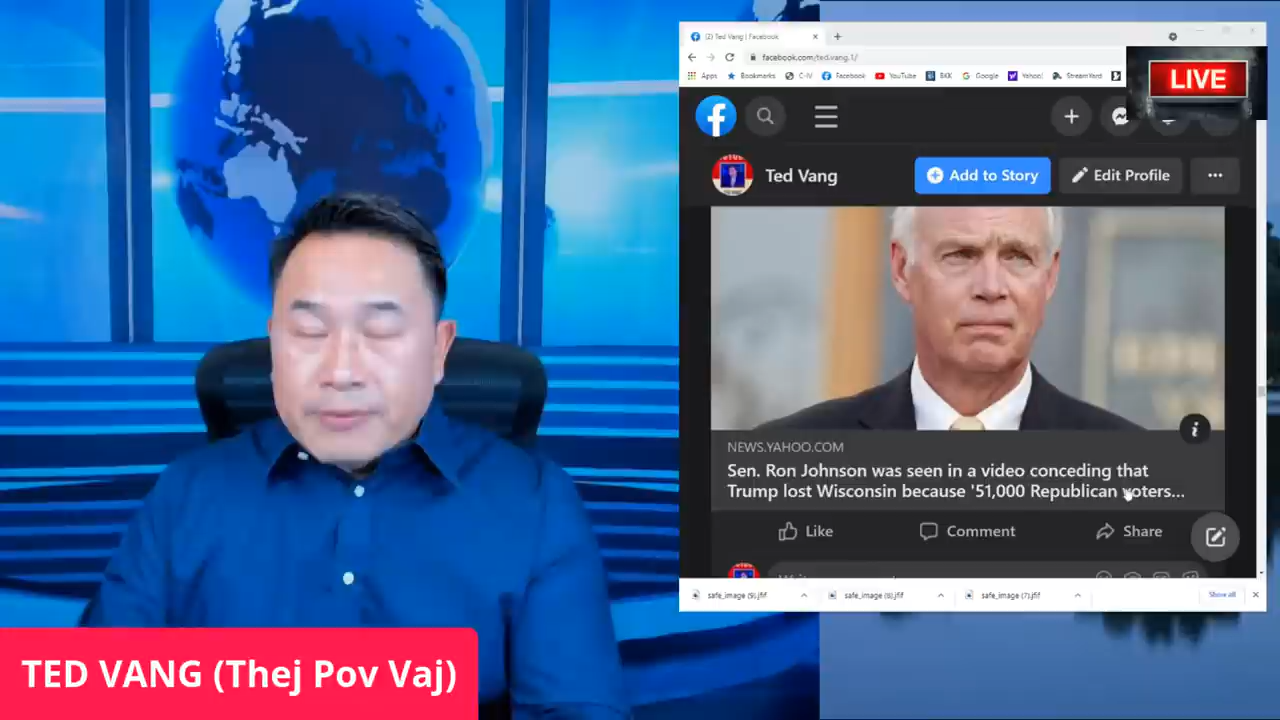 (2) Ted Vang | Facebook
facebook.com/ted.vang.1/
Apps Bookmarks C-N Facebook YouTube BKK Google Yahoo! StreamYard
LIVE
Ted Vang
Add to Story
Edit Profile
NEWS.YAHOO.COM
Sen. Ron Johnson was seen in a video conceding that
Trump lost Wisconsin because '51,000 Republican voters...
Like Comment Share
safe_image (9).jfif safe_image (8).jfif safe_image (7).jfif Show all
TED VANG (Thej Pov Vaj)